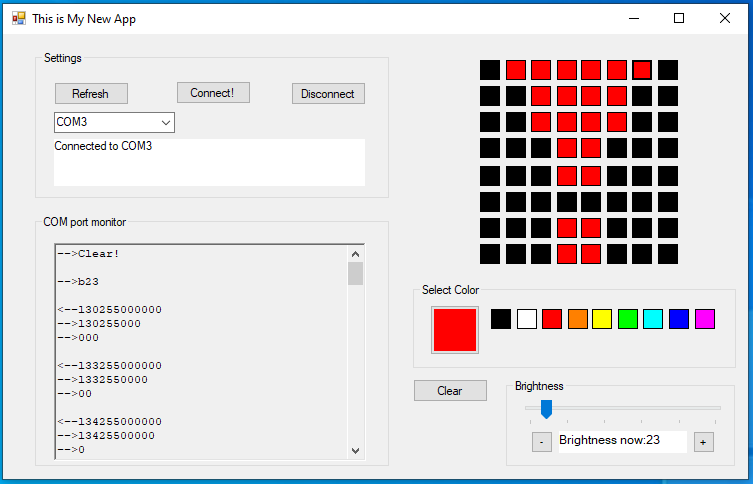 This is My New App
Settings
Refresh
Connect!
Disconnect
COM3
Connected to COM3
COM port monitor
-->Clear!
-->b23
<--130255000000
-->130255000
-->000
<--133255000000
-->1332550000
-->00
<--134255000000
-->13425500000
-->0
Select Color
Clear
Brightness
-
Brightness now:23
+